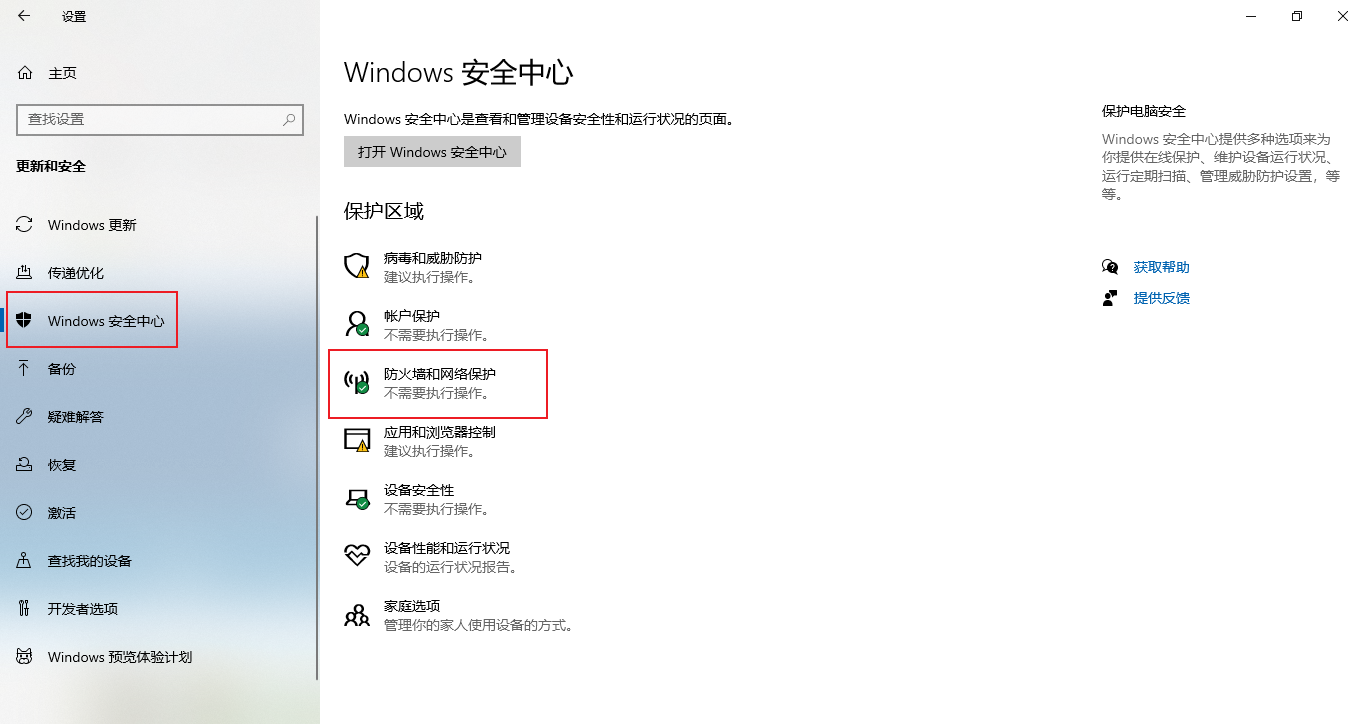 设置
主页
查找设置
更新和安全
Windows 更新
传递优化
Windows 安全中心
备份
疑难解答
恢复
激活
查找我的设备
开发者选项
Windows 预览体验计划
Windows 安全中心
Windows 安全中心是查看和管理设备安全性和运行状况的页面。
打开 Windows 安全中心
保护区域
病毒和威胁防护
建议执行操作。
帐户保护
不需要执行操作。
防火墙和网络保护
不需要执行操作。
应用和浏览器控制
建议执行操作。
设备安全性
不需要执行操作。
设备性能和运行状况
设备的运行状况报告。
家庭选项
管理你的家人使用设备的方式。
保护电脑安全
Windows 安全中心提供多种选项来为
你提供在线保护、维护设备运行状况、
运行定期扫描、管理威胁防护设置，等
等。
获取帮助
提供反馈